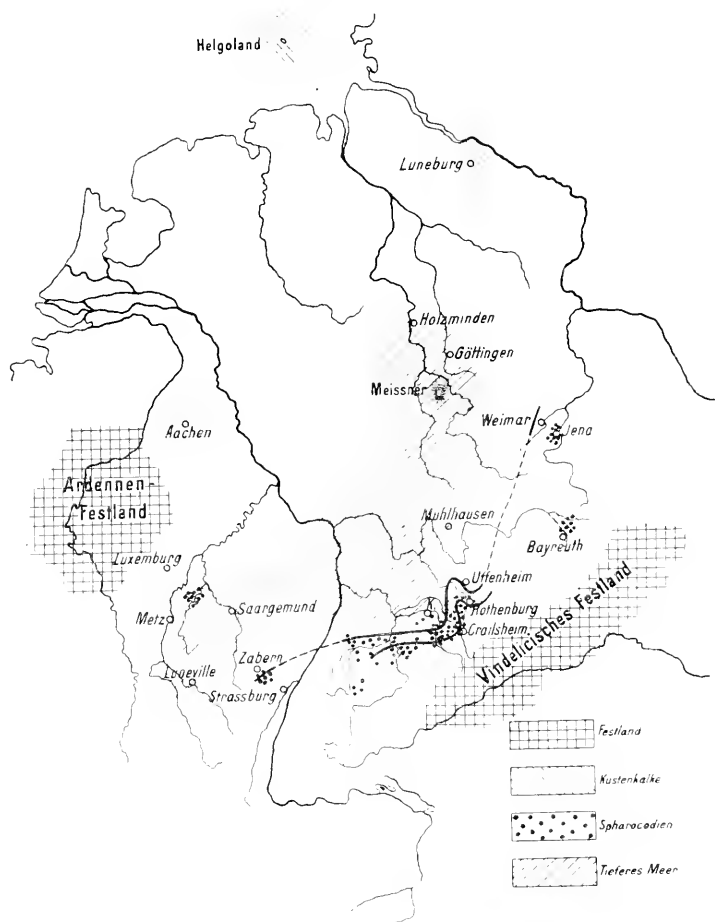 Helgoland
Luneburg
Holzminden
Göttingen
Meissner
Weimar
Jena
Aachen
Ardennen-
Festland
Muhlhausen
Bayreuth
Luxemburg
Uffenheim
Rothenburg
Crailsheim
Metz
Saargemund
Zabern
Luneville
Strassburg
Vindelicisches Festland
Festland
Kustenkalke
Spharocodien
Tieferes Meer